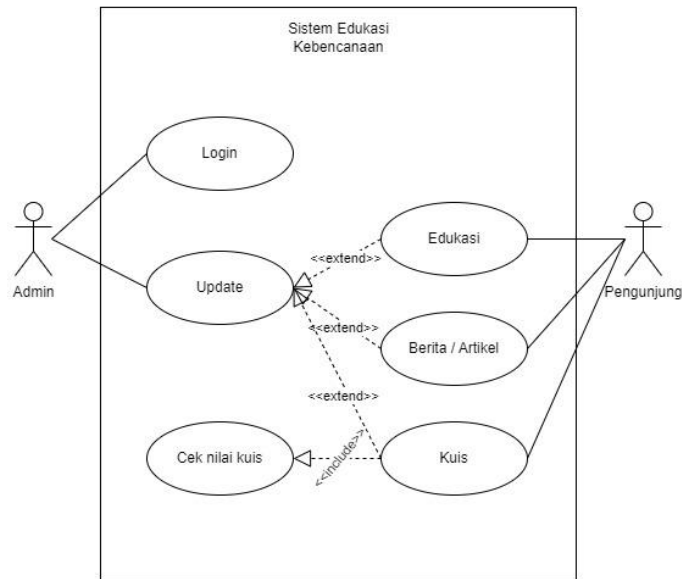 Sistem Edukasi
Kebencanaan
Login
Admin
Update
<<extend>>
Edukasi
Pengunjung
<<extend>>
Berita / Artikel
<<extend>>
Cek nilai kuis
<<include>>
Kuis